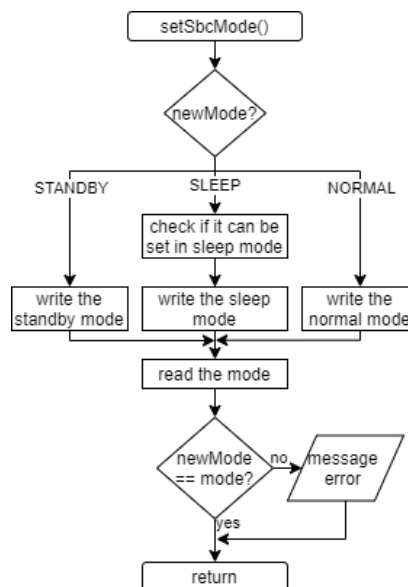 setSbcMode()
newMode?
STANDBY
SLEEP
NORMAL
check if it can be
set in sleep mode
write the
standby mode
write the sleep
mode
write the
normal mode
read the mode
newMode
== mode?
no
message
error
yes
return